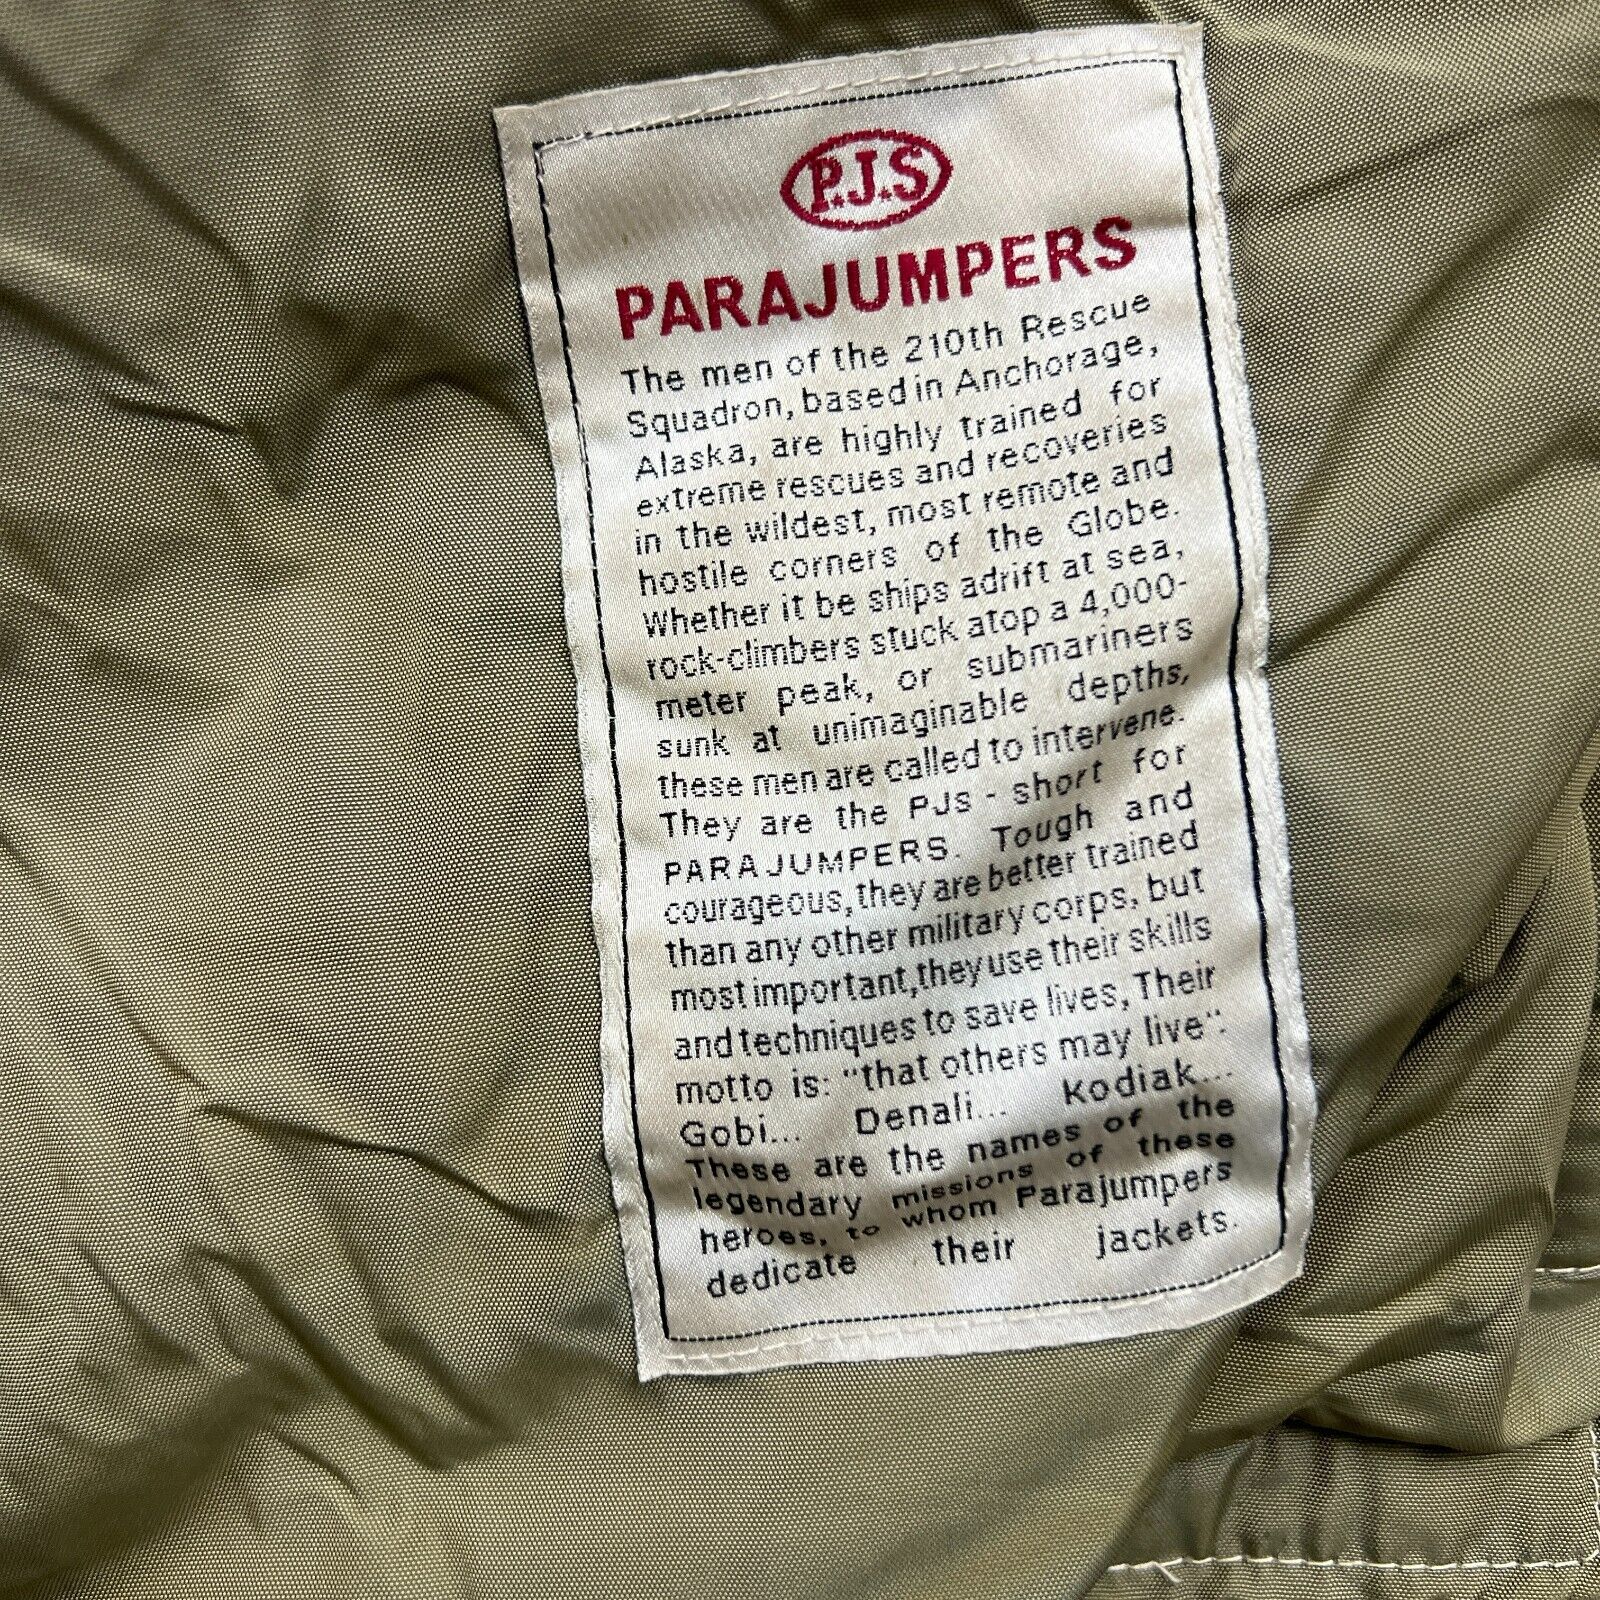 P.J.S
PARAJUMPERS
The men of the 210th Rescue
Squadron, based in Anchorage,
Alaska, are highly trained for
extreme rescues and recoveries
in the wildest, most remote and
hostile corners of the Globe.
Whether it be ships adrift at sea,
rock-climbers stuck atop a 4,000-
meter peak, or submariners
sunk at unimaginable depths,
these men are called to intervene.
They are the PJs - short for
PARAJUMPERS. Tough and
courageous, they are better trained
than any other military corps, but
most important, they use their skills
and techniques to save lives, Their
motto is: "that others may live".
Gobi... Denali... Kodiak...
These are the names of the
legendary missions of these
heroes, to whom Parajumpers
dedicate their jackets.